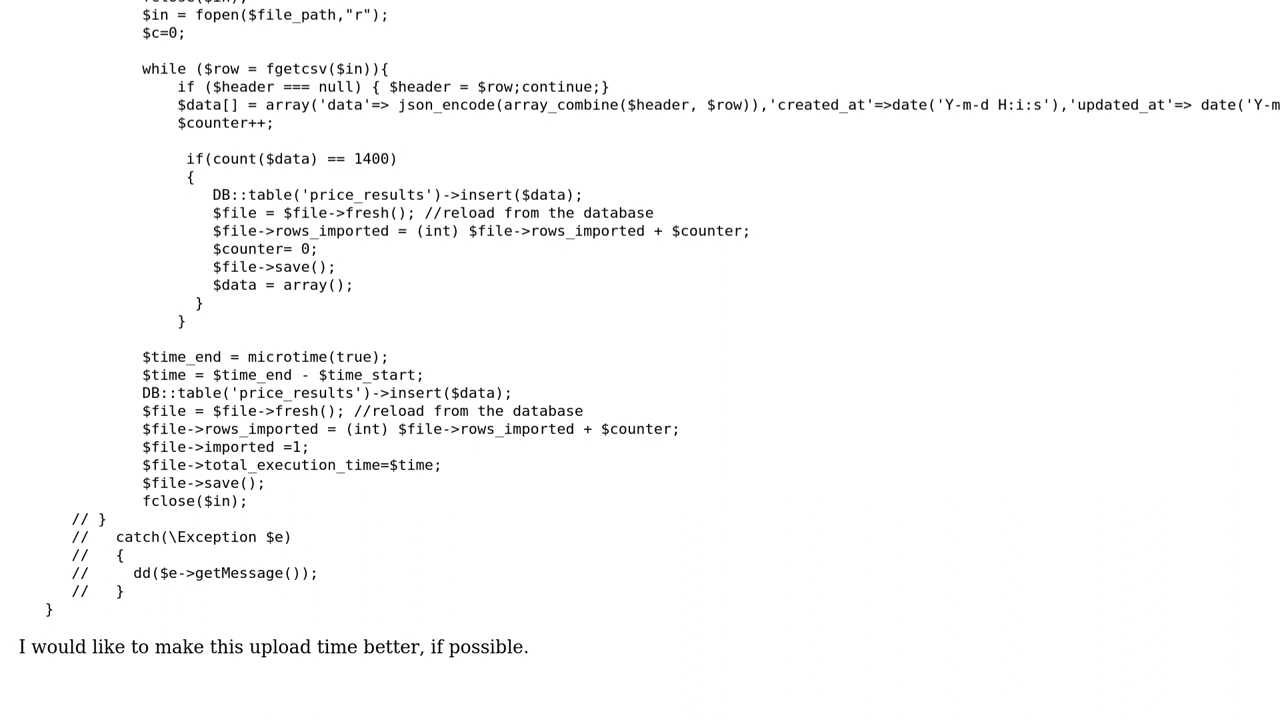 fclose($in);
$in = fopen($file_path,"r");
$c=0;
while ($row = fgetcsv($in)){
if ($header === null) { $header = $row;continue;}
$data[] = array('data'=> json_encode(array_combine($header, $row)),'created_at'=>date('Y-m-d H:i:s'),'updated_at'=> date('Y-m
$counter++;
if(count($data) == 1400)
{
DB::table('price_results')->insert($data);
$file = $file->fresh(); //reload from the database
$file->rows_imported = (int) $file->rows_imported + $counter;
$counter= 0;
$file->save();
$data = array();
}
}
$time_end = microtime(true);
$time = $time_end - $time_start;
DB::table('price_results')->insert($data);
$file = $file->fresh(); //reload from the database
$file->rows_imported = (int) $file->rows_imported + $counter;
$file->imported =1;
$file->total_execution_time=$time;
$file->save();
fclose($in);
// }
//   catch(\Exception $e)
//   {
//     dd($e->getMessage());
//   }
}
I would like to make this upload time better, if possible.